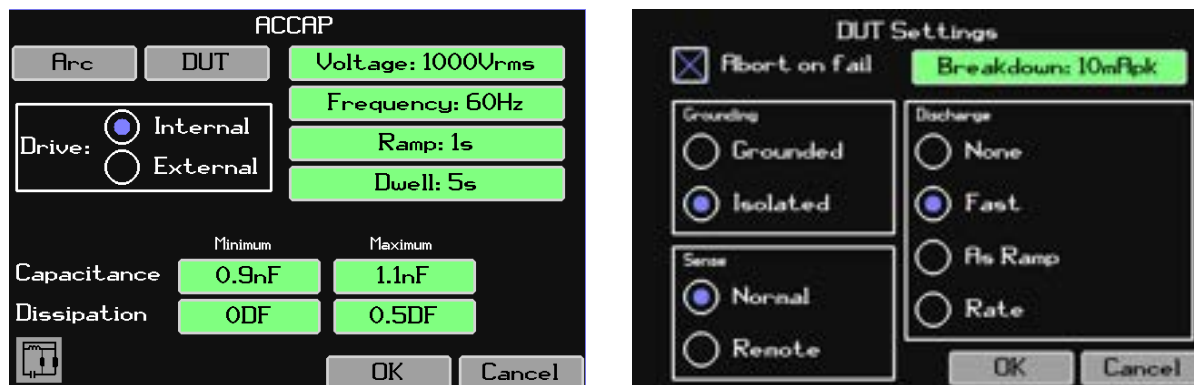 ACCAP
Arc DUT Voltage: 1000Vrms
Frequency: 60Hz
Drive: Internal
External
Ramp: 1s
Dwell: 5s
Minimum Maximum
Capacitance 0.9nF 1.1nF
Dissipation 0DF 0.5DF
OK Cancel
DUT Settings
Abort on fail Breakdown: 10mApk
Grounding
Grounded
Isolated
Sense
Normal
Remote
Discharge
None
Fast
As Ramp
Rate
OK Cancel